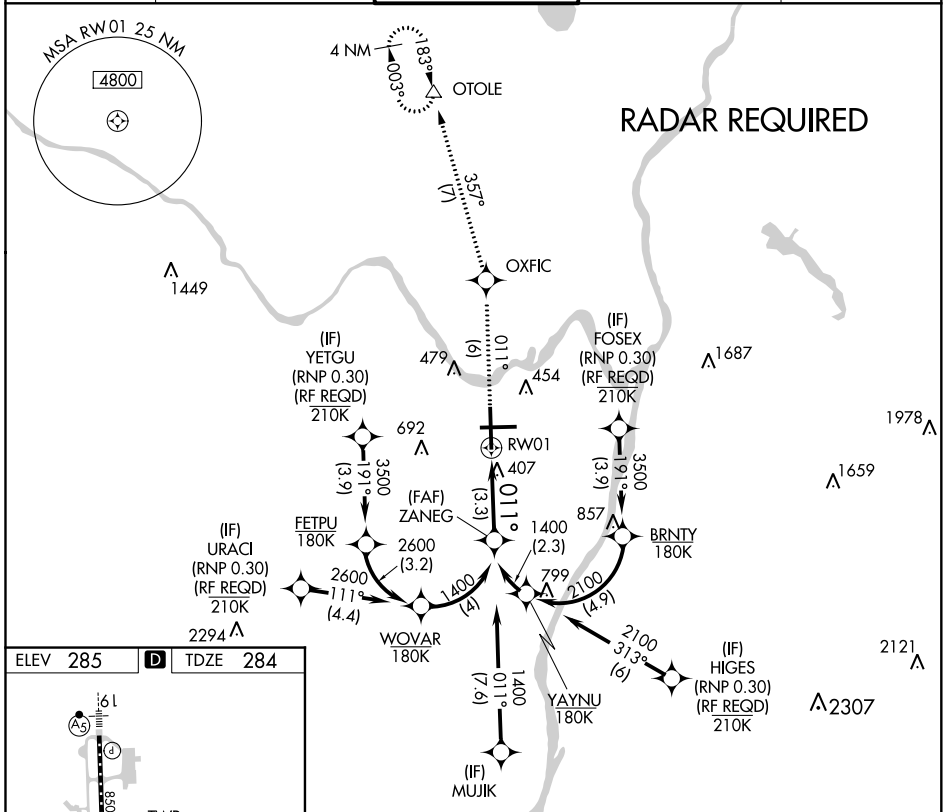 MSA RW01 25 NM
4800
4 NM
183°
003°
OTOLE
RADAR REQUIRED
357°
(7)
OXFIC
1449
(IF)
YETGU
(RNP 0.30)
(RF REQD)
210K
479
011°
(6)
454
(IF)
FOSEX
(RNP 0.30)
(RF REQD)
210K
1687
1978
692
RW01
407
3500
191°
(3.9)
3500
191°
(3.9)
1659
(FAF)
ZANEG
011°
(3.3)
857
FETPU
180K
1400
(2.3)
BRNTY
180K
(IF)
URACI
(RNP 0.30)
(RF REQD)
210K
2600
(3.2)
2600
111°
(4.4)
1400
(4)
799
2100
(4.9)
2294
WOVAR
180K
2100
313°
(6)
(IF)
HIGES
(RNP 0.30)
(RF REQD)
210K
2121
YAYNU
180K
2307
1400
011°
(7.6)
(IF)
MUJIK
ELEV 285 D TDZE 284
19
A5
P
850